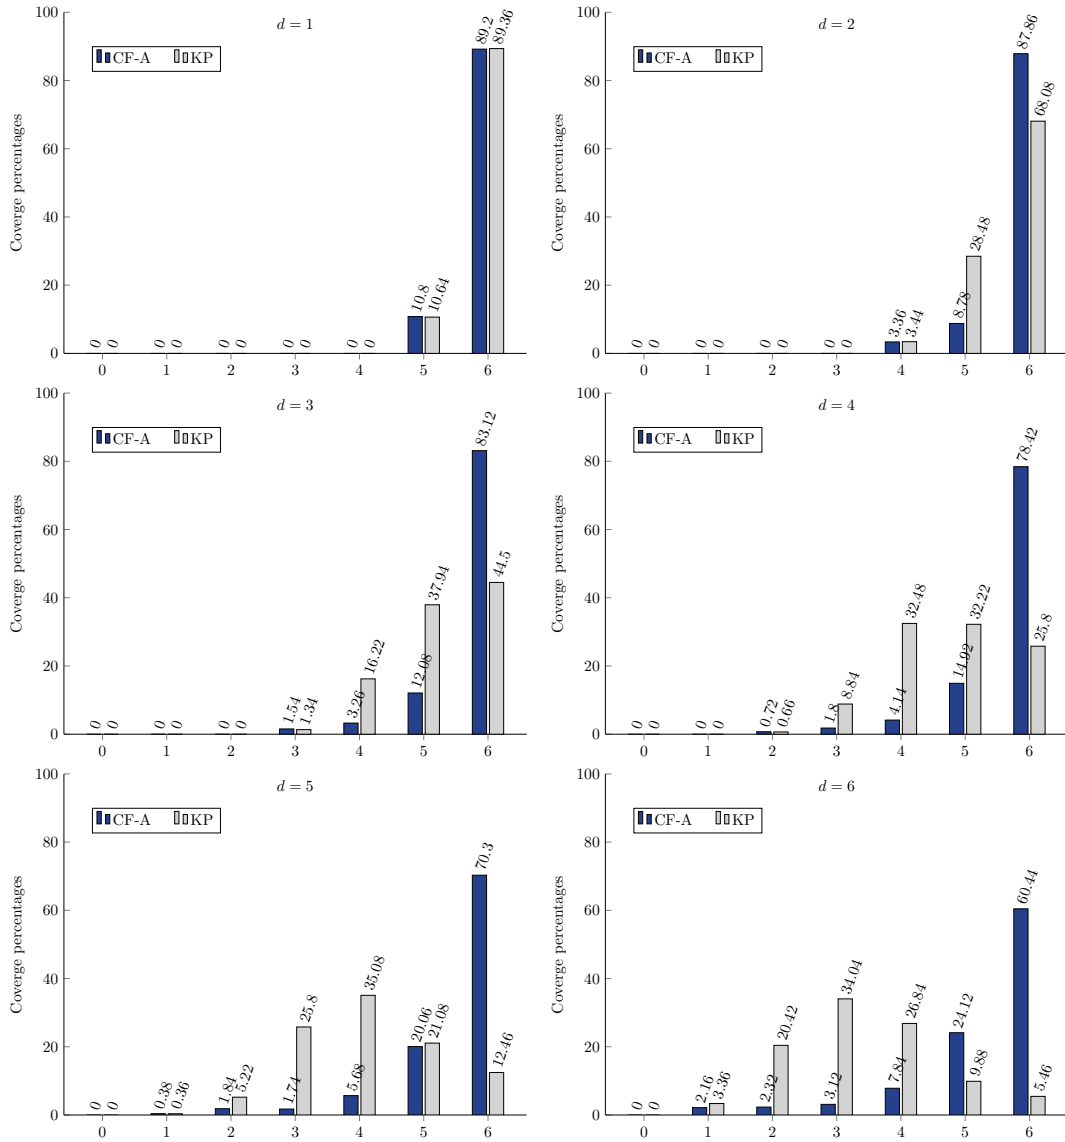 d = 1
CF-A KP
Coverge percentages
0 20 40 60 80 100
0 0 0 0 0 0 0 0 0 0 10.8 10.64 89.2 89.36
0 1 2 3 4 5 6
d = 2
CF-A KP
Coverge percentages
0 20 40 60 80 100
0 0 0 0 0 0 0 0 3.36 3.44 8.78 28.48 87.86 68.08
0 1 2 3 4 5 6
d = 3
CF-A KP
Coverge percentages
0 20 40 60 80 100
0 0 0 0 0 0 1.54 1.34 3.26 16.22 12.08 37.94 83.12 44.5
0 1 2 3 4 5 6
d = 4
CF-A KP
Coverge percentages
0 20 40 60 80 100
0 0 0 0 0.72 0.66 1.8 8.84 4.14 32.48 14.92 32.22 78.42 25.8
0 1 2 3 4 5 6
d = 5
CF-A KP
Coverge percentages
0 20 40 60 80 100
0 0 0.38 0.36 1.84 5.22 1.74 25.8 5.68 35.08 20.06 21.08 70.3 12.46
0 1 2 3 4 5 6
d = 6
CF-A KP
Coverge percentages
0 20 40 60 80 100
0 0 2.16 3.36 2.32 20.42 3.12 34.04 7.84 26.84 24.12 9.88 60.44 5.46
0 1 2 3 4 5 6